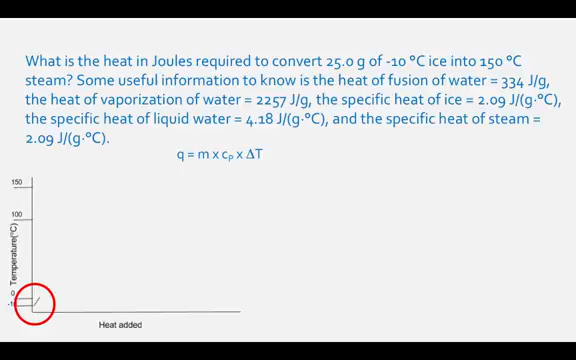 What is the heat in Joules required to convert 25.0 g of -10 °C ice into 150 °C
steam? Some useful information to know is the heat of fusion of water = 334 J/g,
the heat of vaporization of water = 2257 J/g, the specific heat of ice = 2.09 J/(g·°C),
the specific heat of liquid water = 4.18 J/(g·°C), and the specific heat of steam =
2.09 J/(g·°C).
q = m x cP x ΔT
150
100
Temperature(°C)
0
Heat added